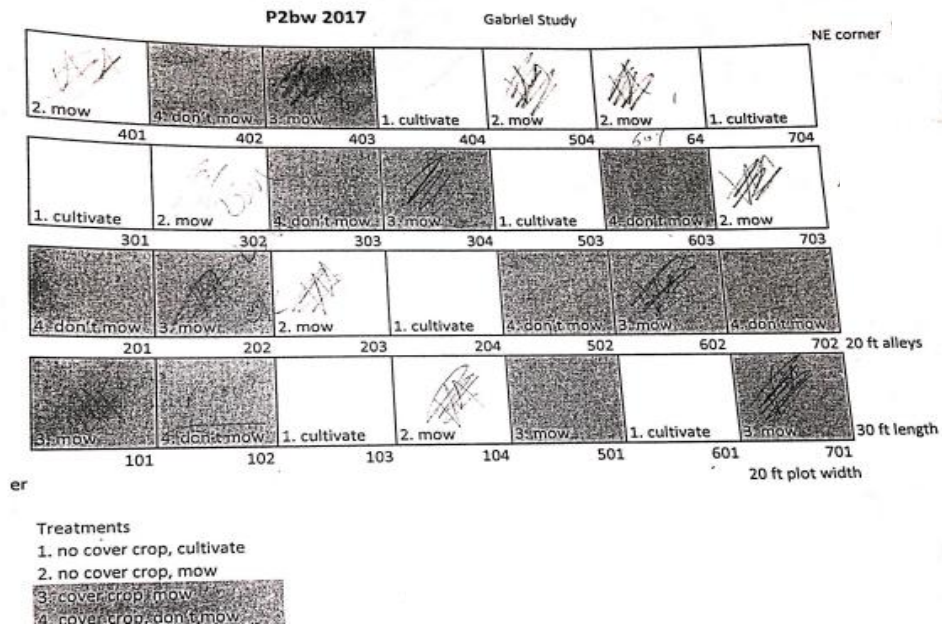 P2bw 2017 Gabriel Study
NE corner
2. mow 4. don't mow 3. mow 1. cultivate 2. mow 2. mow 1. cultivate
401 402 403 404 504 604 64 704
1. cultivate 2. mow 4. don't mow 3. mow 1. cultivate 4. don't mow 2. mow
301 302 303 304 503 603 703
4. don't mow 3. mow 2. mow 1. cultivate 4. don't mow 3. mow 4. don't mow
201 202 203 204 502 602 702 20 ft alleys
3. mow 4. don't mow 1. cultivate 2. mow 3. mow 1. cultivate 3. mow
30 ft length
101 102 103 104 501 601 701
20 ft plot width
er
Treatments
1. no cover crop, cultivate
2. no cover crop, mow
3. cover crop, mow
4. cover crop, don't mow